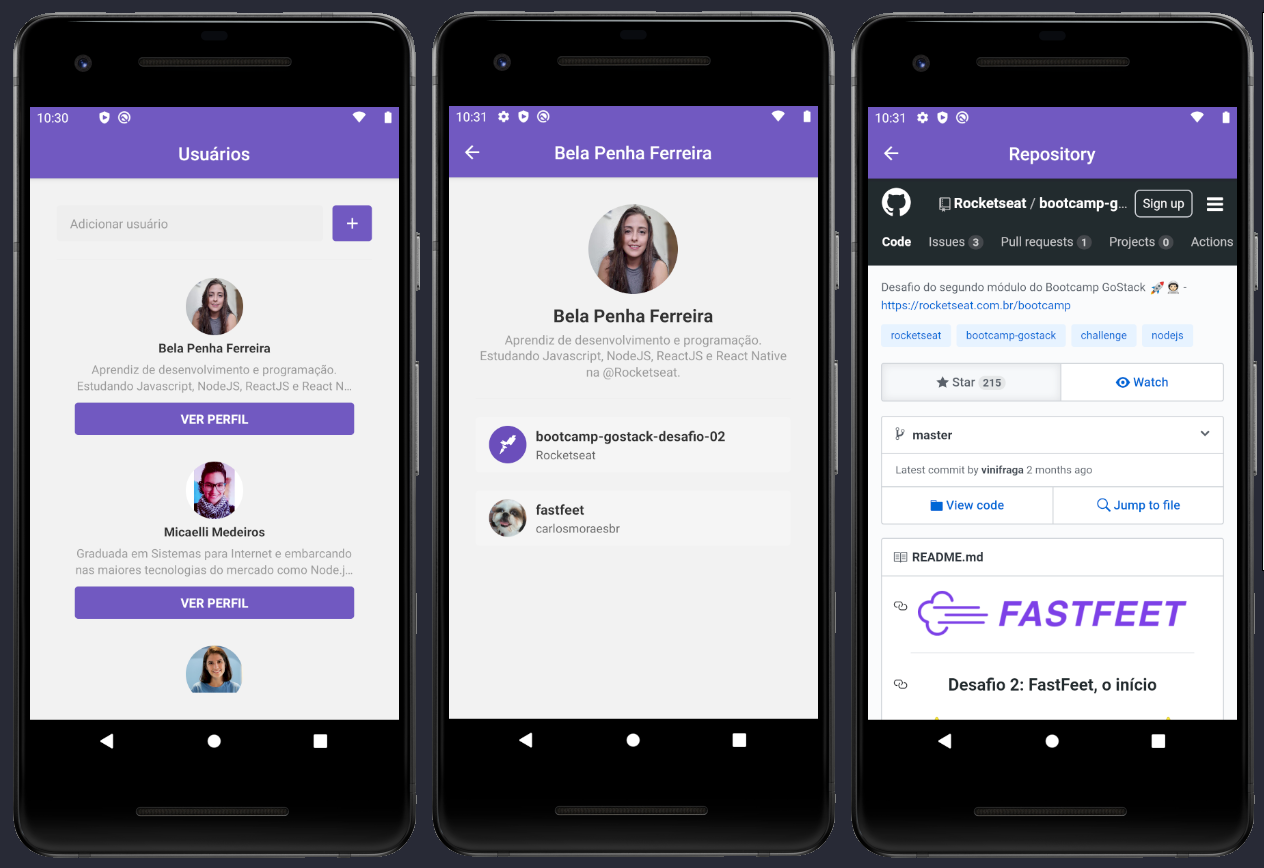 10:30
Usuários
Adicionar usuário
+
Bela Penha Ferreira
Aprendiz de desenvolvimento e programação.
Estudando Javascript, NodeJS, ReactJS e React N...
VER PERFIL
Micaelli Medeiros
Graduada em Sistemas para Internet e embarcando
nas maiores tecnologias do mercado como Node.j...
VER PERFIL
10:31
Bela Penha Ferreira
Bela Penha Ferreira
Aprendiz de desenvolvimento e programação.
Estudando Javascript, NodeJS, ReactJS e React Native
na @Rocketseat.
bootcamp-gostack-desafio-02
Rocketseat
fastfeet
carlosmoraesbr
10:31
Repository
Rocketseat / bootcamp-g... Sign up
Code Issues 3 Pull requests 1 Projects 0 Actions
Desafio do segundo módulo do Bootcamp GoStack 🚀👨🏻‍🚀 -
https://rocketseat.com.br/bootcamp
rocketseat bootcamp-gostack challenge nodejs
Star 215 Watch
master
Latest commit by vinifraga 2 months ago
View code Jump to file
README.md
FASTFEET
Desafio 2: FastFeet, o início